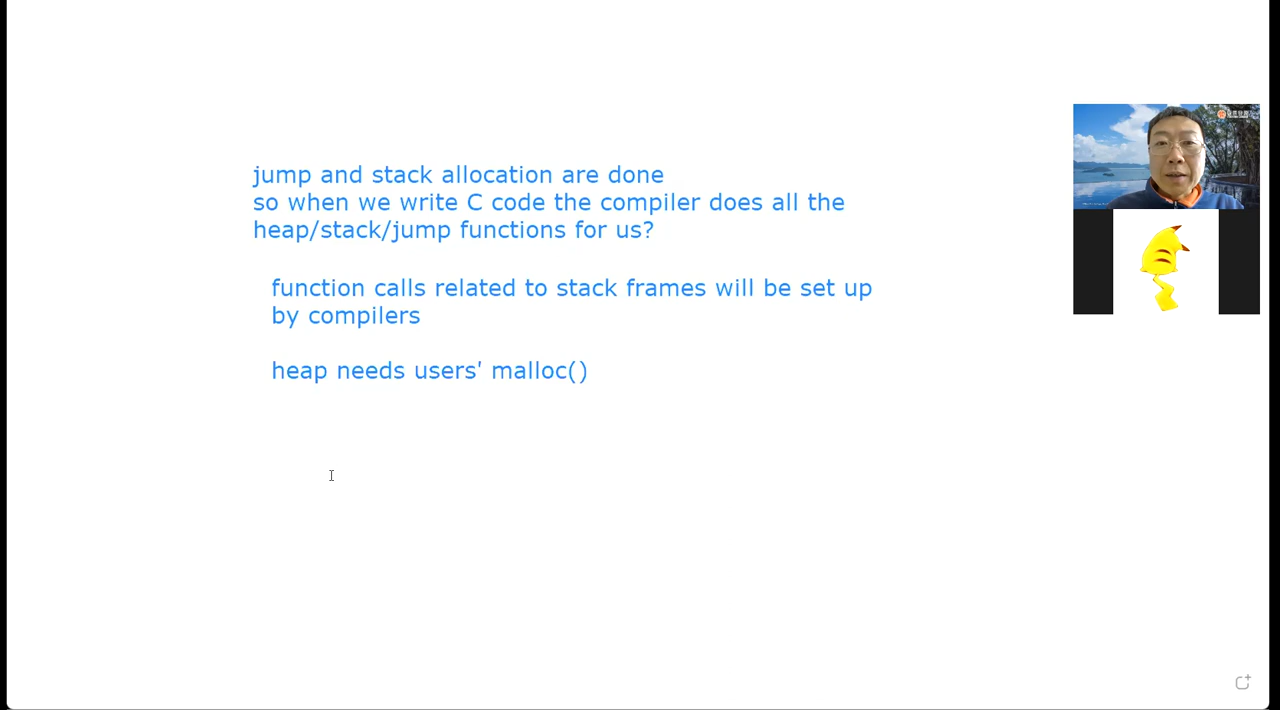 jump and stack allocation are done
so when we write C code the compiler does all the
heap/stack/jump functions for us?
function calls related to stack frames will be set up
by compilers
heap needs users' malloc()